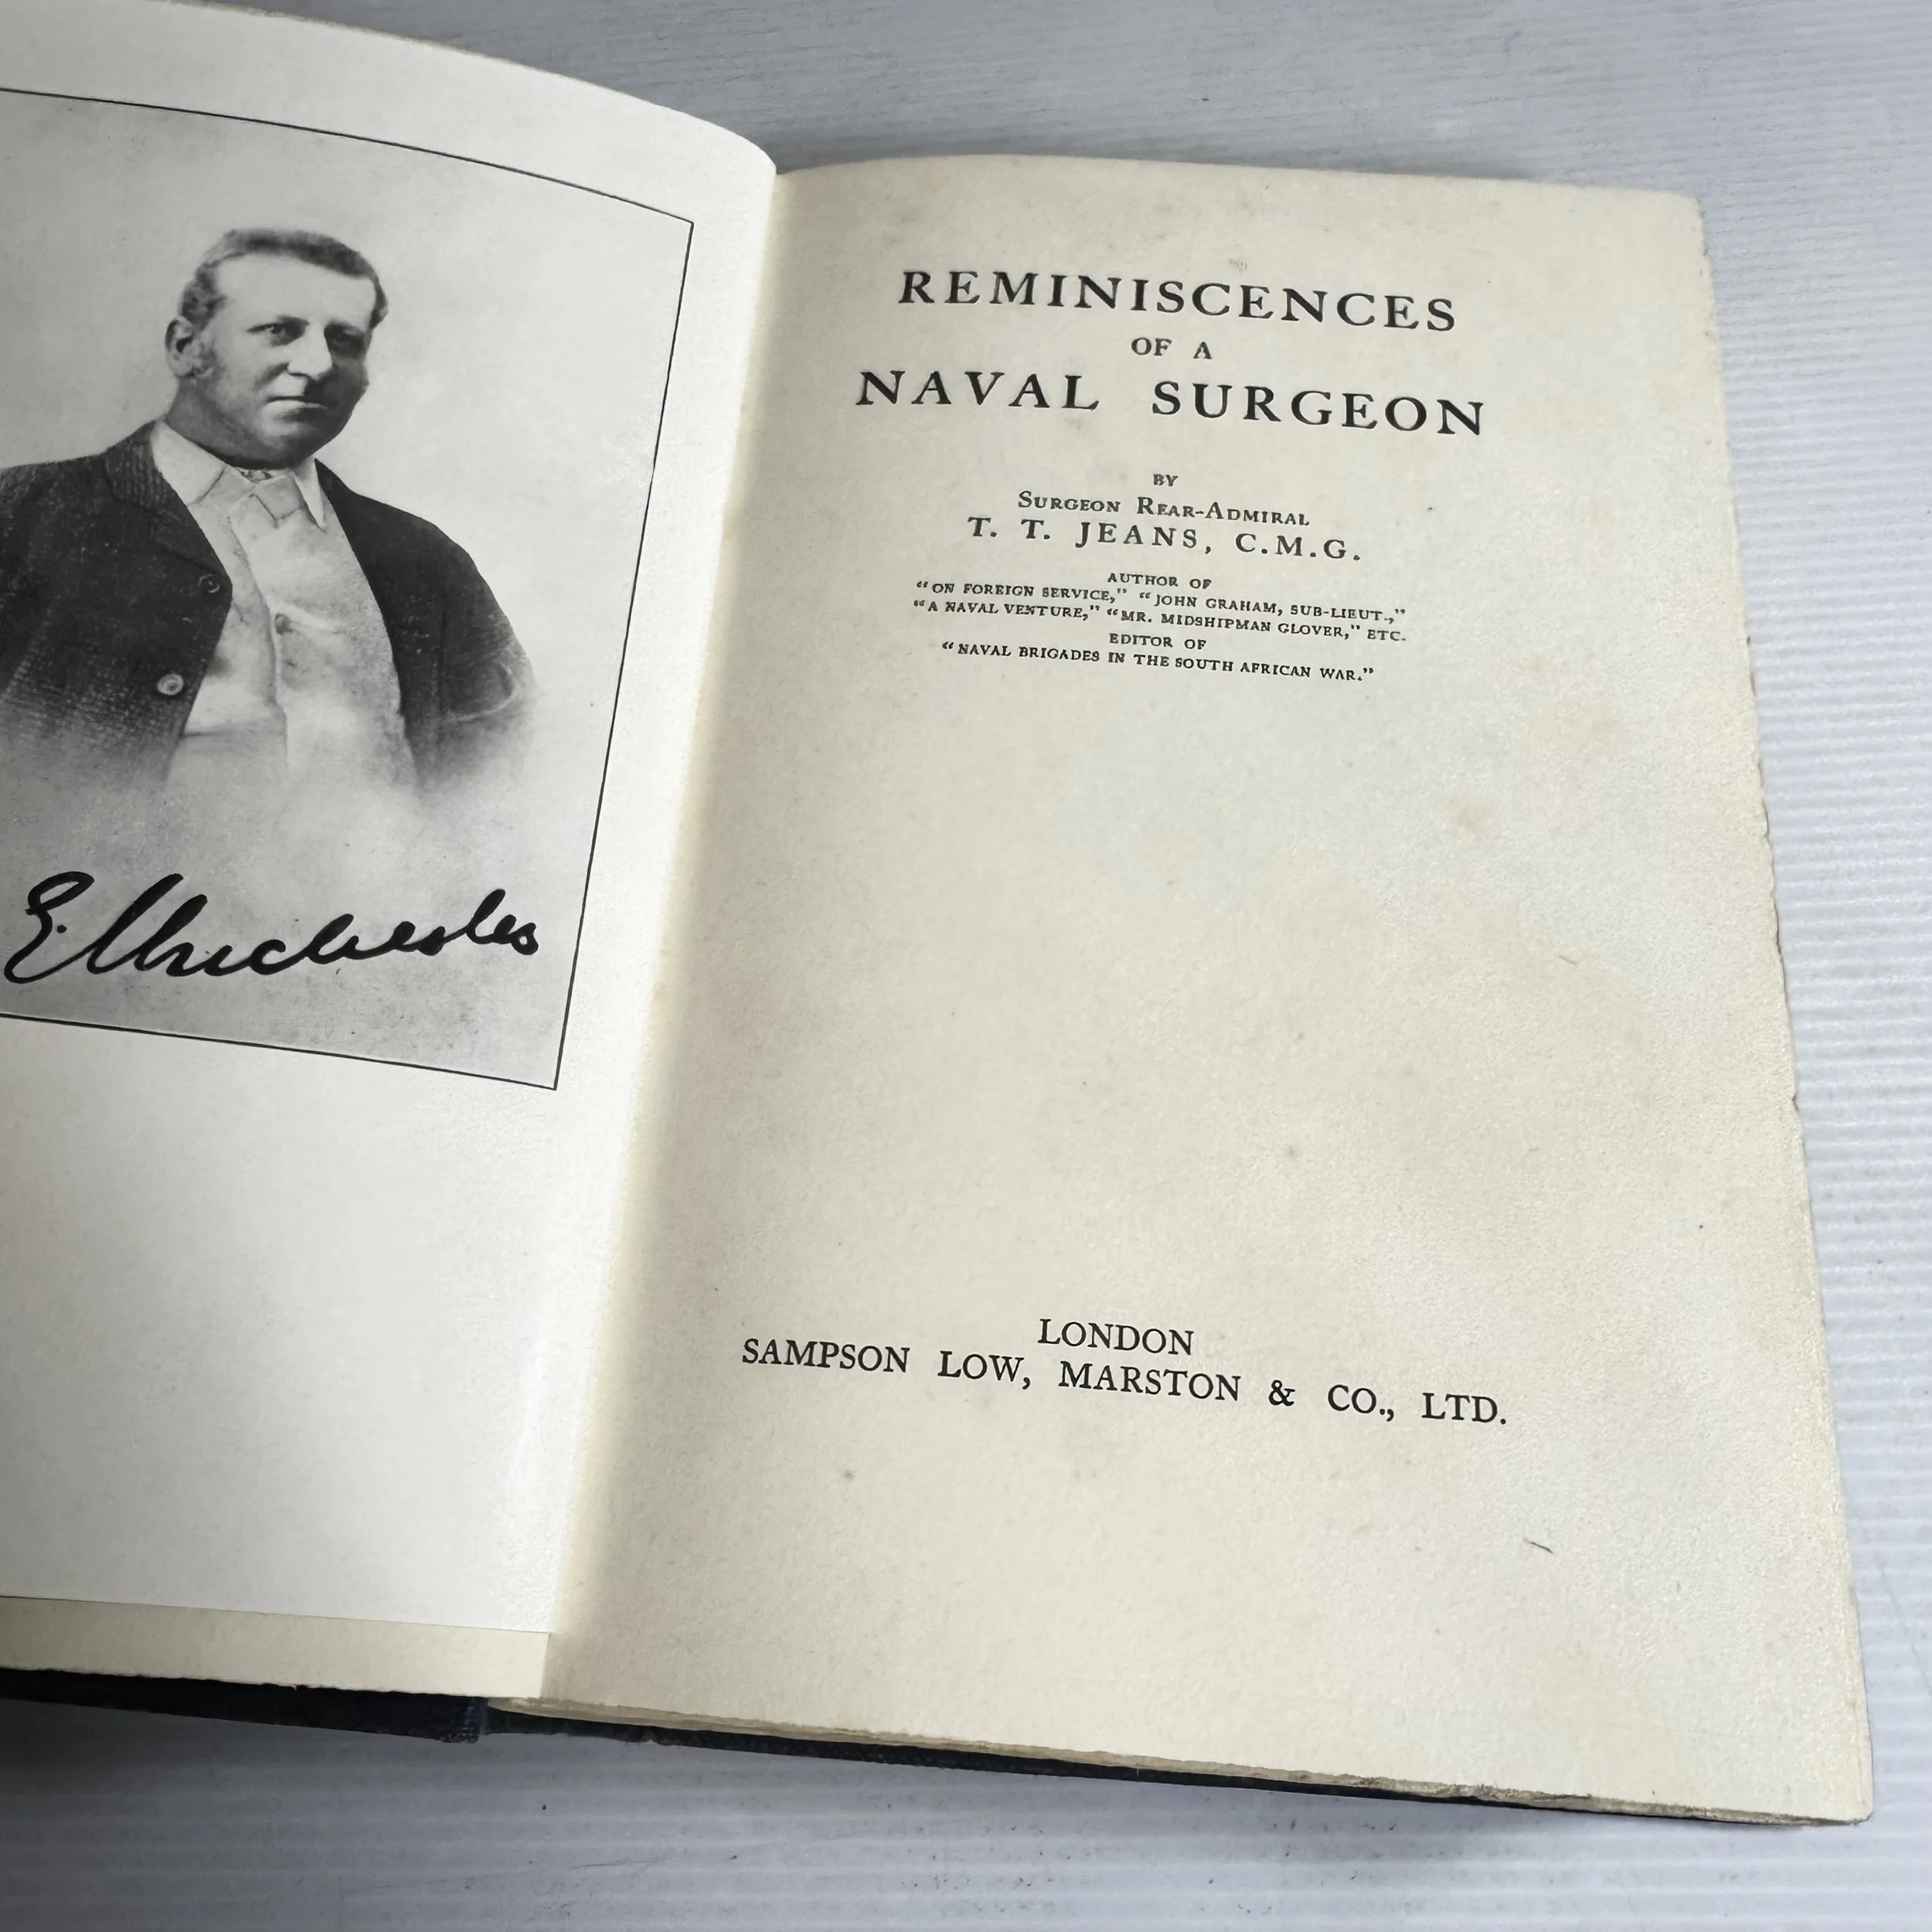 E. Chichester
REMINISCENCES
OF A
NAVAL SURGEON
BY
SURGEON REAR-ADMIRAL
T. T. JEANS, C.M.G.
AUTHOR OF
"ON FOREIGN SERVICE," "JOHN GRAHAM, SUB-LIEUT.,"
"A NAVAL VENTURE," "MR. MIDSHIPMAN GLOVER," ETC.
EDITOR OF
"NAVAL BRIGADES IN THE SOUTH AFRICAN WAR."
LONDON
SAMPSON LOW, MARSTON & CO., LTD.